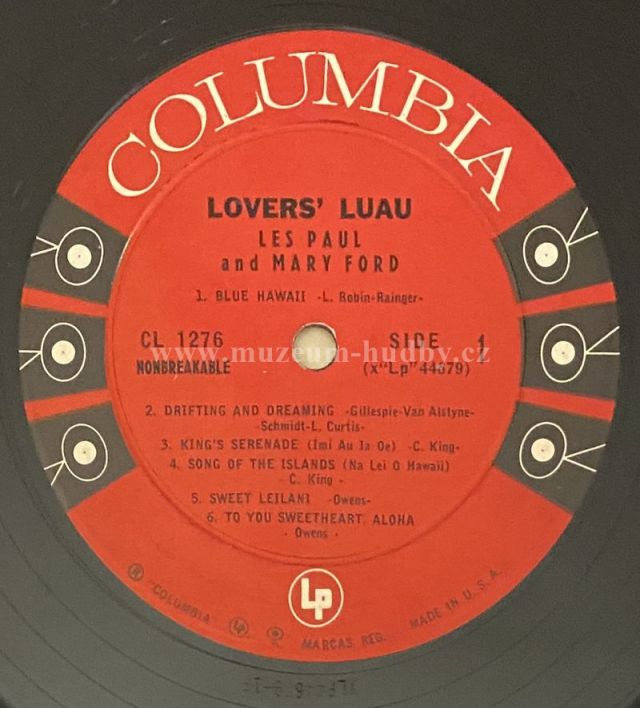 COLUMBIA
LOVERS' LUAU
LES PAUL
and MARY FORD
1. BLUE HAWAII -L. Robin-Rainger-
CL 1276 SIDE 1
www.muzeum-hudby.cz
NONBREAKABLE (x"Lp"44679)
2. DRIFTING AND DREAMING -Gillespie-Van Alstyne-
-Schmidt-L. Curtis-
3. KING'S SERENADE (Imi Au Ia Oe) -C. King-
4. SONG OF THE ISLANDS (Na Lei O Hawaii)
- C. King -
5. SWEET LEILANI -Owens-
6. TO YOU SWEETHEART, ALOHA
- Owens -
Lp
® "COLUMBIA" Lp MARCAS REG. MADE IN U.S.A.